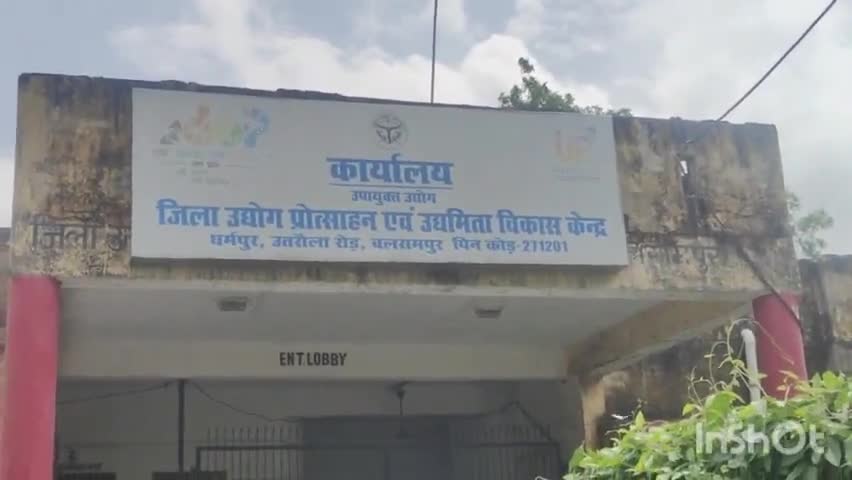 कार्यालय
उपायुक्त उद्योग
जिला उद्योग प्रोत्साहन एवं उद्यमिता विकास केन्द्र
धर्मपुर, उतरौला रोड़, बलरामपुर पिन कोड़-271201
जिला
ENT.LOBBY
InShOt